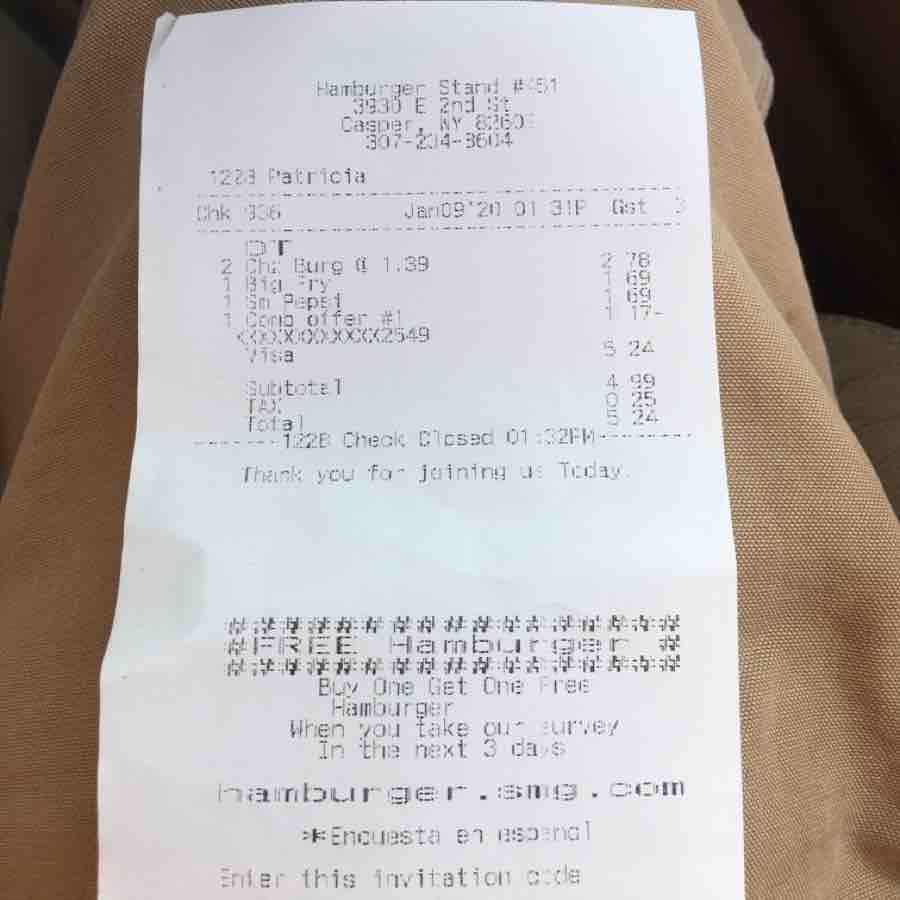 Hamburger Stand #451
3930 E 2nd St
Casper, WY 82609
307-234-8604
1228 Patricia
Chk 936 Jan09'20 01:31P Gst
DT
2 Chz Burg @ 1.39 2.78
1 Big Fry 1.69
1 Sm Pepsi 1.69
1 Comb offer #1 1.17-
XXXXXXXXXXXX2549
Visa 5.24
Subtotal 4.99
TAX 0.25
Total 5.24
-------1228 Check Closed 01:32PM-------
Thank you for joining us Today.
#################
#FREE Hamburger #
#################
Buy One Get One Free
Hamburger
When you take our survey
In the next 3 days
hamburger.smg.com
*Encuesta en espanol
Enter this invitation code